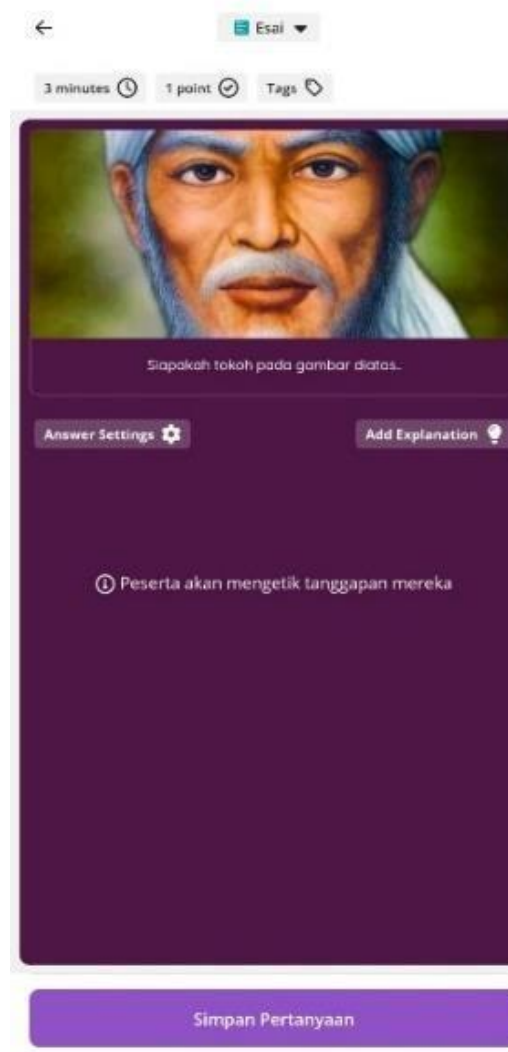 Esai
3 minutes 1 point Tags
Siapakah tokoh pada gambar diatas..
Answer Settings Add Explanation
Peserta akan mengetik tanggapan mereka
Simpan Pertanyaan